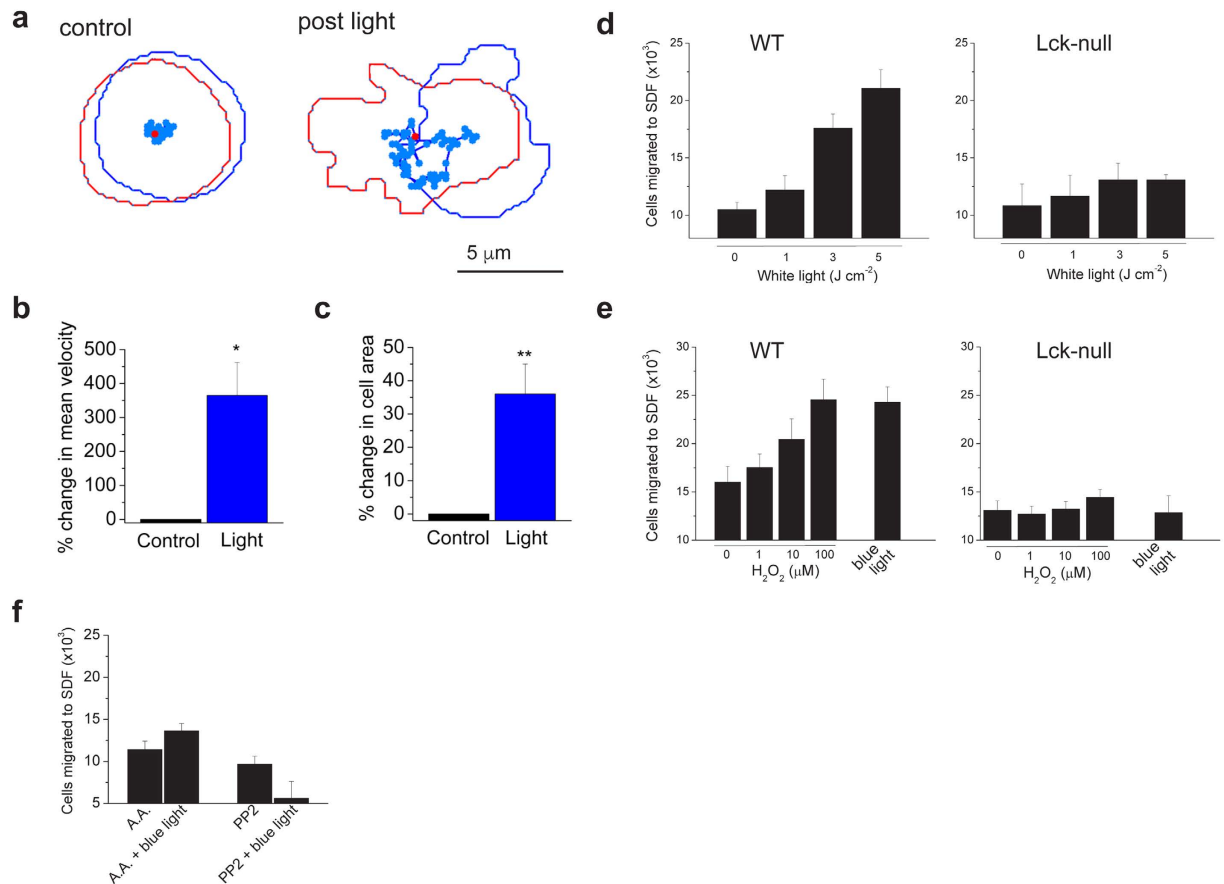 a
control
post light
5 μm
b
% change in mean velocity
500
400
300
200
100
0
*
Control
Light
c
% change in cell area
50
40
30
20
10
0
**
Control
Light
d
WT
Cells migrated to SDF (x10³)
25
20
15
10
0
1
3
5
White light (J cm⁻²)
Lck-null
25
20
15
10
0
1
3
5
White light (J cm⁻²)
e
WT
Cells migrated to SDF (x10³)
30
25
20
15
10
0
1
10
100
H₂O₂ (μM)
blue
light
Lck-null
30
25
20
15
10
0
1
10
100
H₂O₂ (μM)
blue
light
f
Cells migrated to SDF (x10³)
25
20
15
10
5
A.A.
A.A. + blue light
PP2
PP2 + blue light